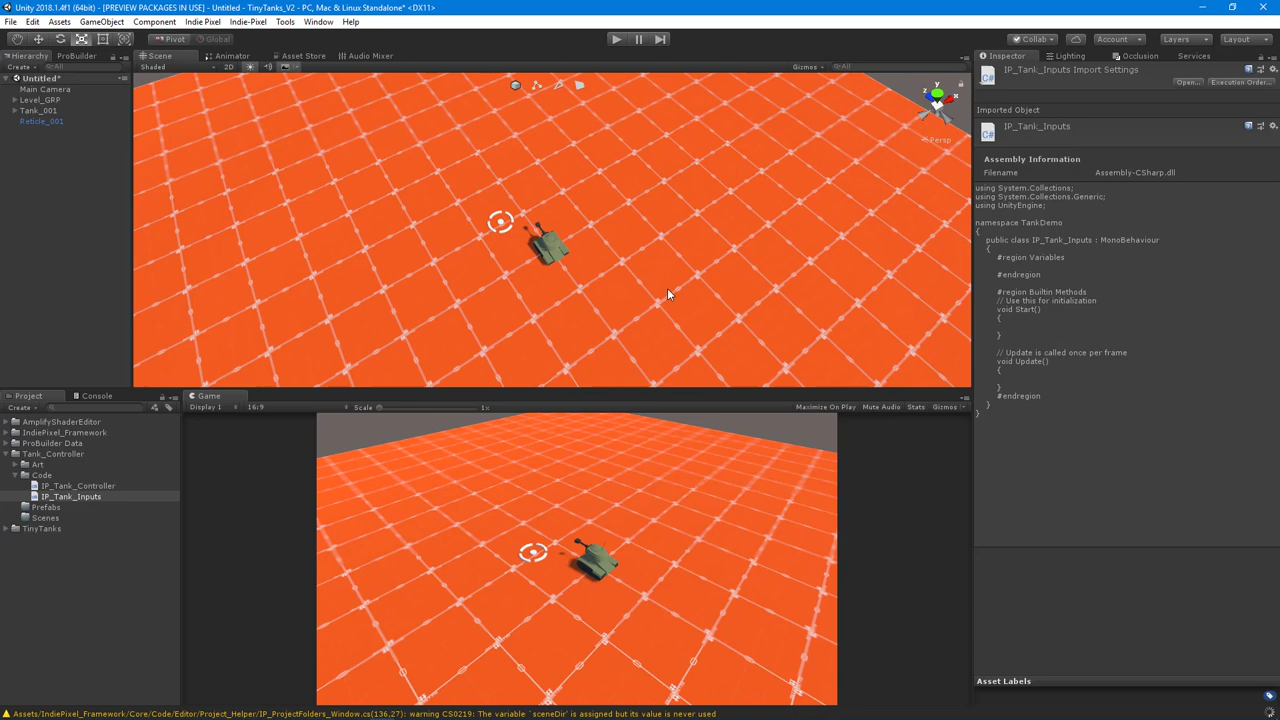 Unity 2018.1.4f1 (64bit) - [PREVIEW PACKAGES IN USE] - Untitled - TinyTanks_V2 - PC, Mac & Linux Standalone* <DX11>
File Edit Assets GameObject Component Indie Pixel Indie-Pixel Tools Window Help
Pivot Global Collab Account Layers Layout
Hierarchy ProBuilder
Create All
Untitled*
Main Camera
Level_GRP
Tank_001
Reticle_001
Scene Animator Asset Store Audio Mixer
Shaded 2D Gizmos All
y
z
x
Persp
Project Console
Create
AmplifyShaderEditor
IndiePixel_Framework
ProBuilder Data
Tank_Controller
Art
Code
IP_Tank_Controller
IP_Tank_Inputs
Prefabs
Scenes
TinyTanks
Game
Display 1 16:9 Scale 1x Maximize On Play Mute Audio Stats Gizmos
Inspector Lighting Occlusion Services
IP_Tank_Inputs Import Settings
C#
Open... Execution Order...
Imported Object
IP_Tank_Inputs
C#
Assembly Information
Filename Assembly-CSharp.dll
using System.Collections;
using System.Collections.Generic;
using UnityEngine;
namespace TankDemo
{
public class IP_Tank_Inputs : MonoBehaviour
{
#region Variables
#endregion
#region Builtin Methods
// Use this for initialization
void Start()
{
}
// Update is called once per frame
void Update()
{
}
#endregion
}
}
Asset Labels
Assets/IndiePixel_Framework/Core/Code/Editor/Project_Helper/IP_ProjectFolders_Window.cs(136,27): warning CS0219: The variable `sceneDir' is assigned but its value is never used